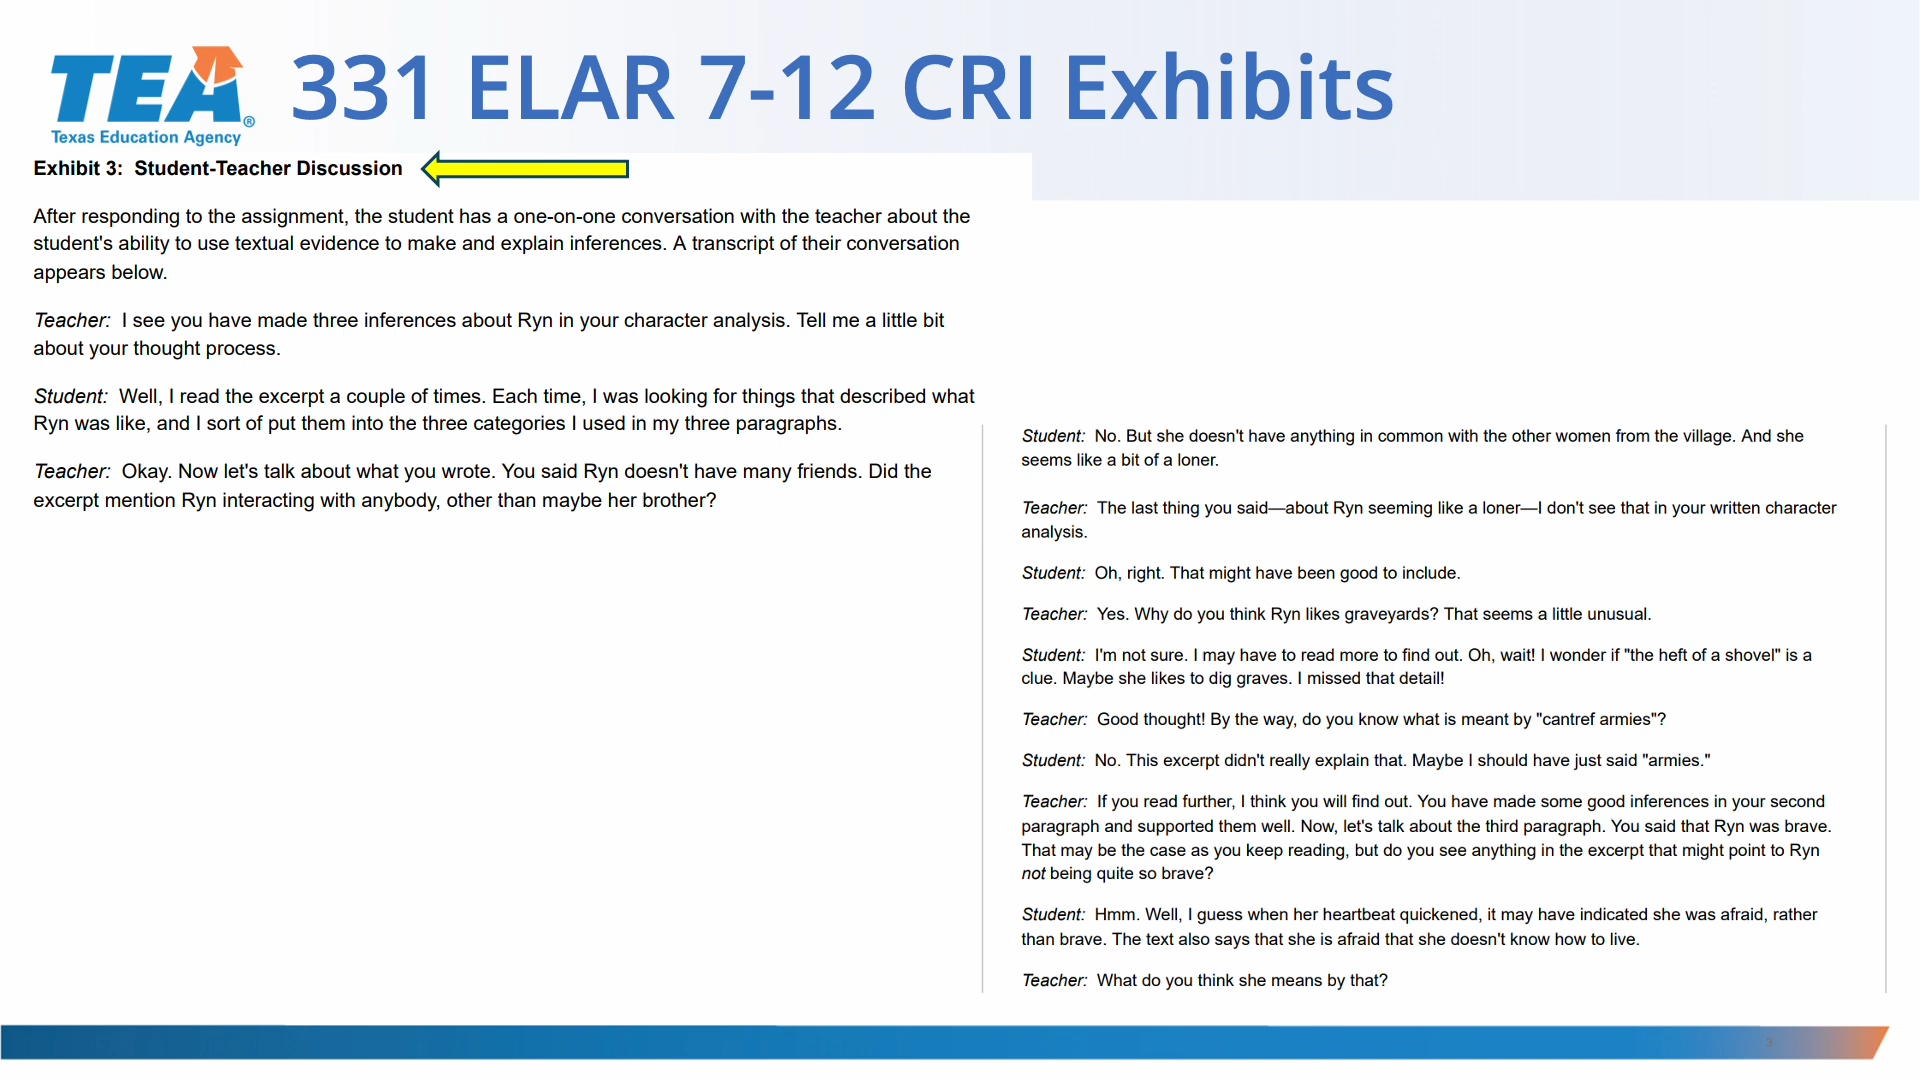 TEA®
Texas Education Agency
331 ELAR 7-12 CRI Exhibits
Exhibit 3:  Student-Teacher Discussion
After responding to the assignment, the student has a one-on-one conversation with the teacher about the
student's ability to use textual evidence to make and explain inferences. A transcript of their conversation
appears below.
Teacher:  I see you have made three inferences about Ryn in your character analysis. Tell me a little bit
about your thought process.
Student:  Well, I read the excerpt a couple of times. Each time, I was looking for things that described what
Ryn was like, and I sort of put them into the three categories I used in my three paragraphs.
Teacher:  Okay. Now let's talk about what you wrote. You said Ryn doesn't have many friends. Did the
excerpt mention Ryn interacting with anybody, other than maybe her brother?
Student:  No. But she doesn't have anything in common with the other women from the village. And she
seems like a bit of a loner.
Teacher:  The last thing you said—about Ryn seeming like a loner—I don't see that in your written character
analysis.
Student:  Oh, right. That might have been good to include.
Teacher:  Yes. Why do you think Ryn likes graveyards? That seems a little unusual.
Student:  I'm not sure. I may have to read more to find out. Oh, wait! I wonder if "the heft of a shovel" is a
clue. Maybe she likes to dig graves. I missed that detail!
Teacher:  Good thought! By the way, do you know what is meant by "cantref armies"?
Student:  No. This excerpt didn't really explain that. Maybe I should have just said "armies."
Teacher:  If you read further, I think you will find out. You have made some good inferences in your second
paragraph and supported them well. Now, let's talk about the third paragraph. You said that Ryn was brave.
That may be the case as you keep reading, but do you see anything in the excerpt that might point to Ryn
not being quite so brave?
Student:  Hmm. Well, I guess when her heartbeat quickened, it may have indicated she was afraid, rather
than brave. The text also says that she is afraid that she doesn't know how to live.
Teacher:  What do you think she means by that?
3